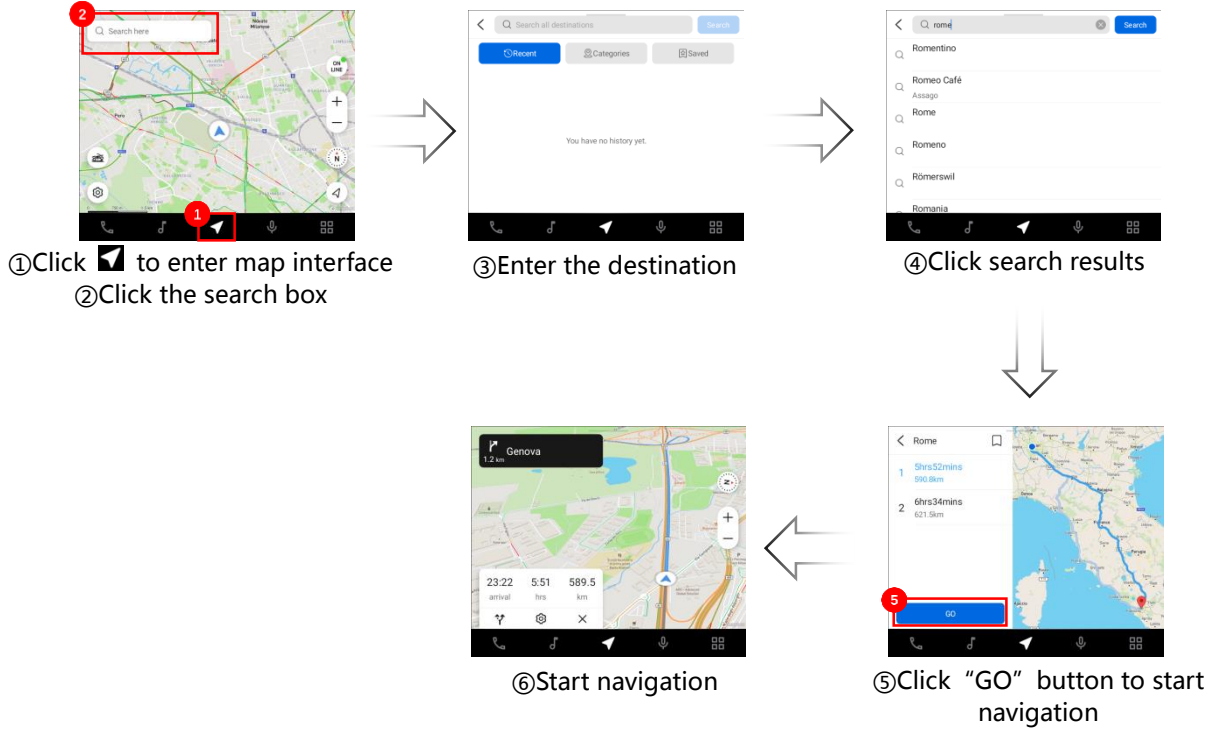 2
Search here
ON
LINE
+
−
N
1
①Click to enter map interface
②Click the search box
Search all destinations
Search
Recent
Categories
Saved
You have no history yet.
③Enter the destination
rome
Search
Romentino
Romeo Café
Assago
Rome
Romeno
Römerswil
Romania
④Click search results
Rome
1
5hrs52mins
590.8km
2
6hrs34mins
621.5km
5
GO
⑤Click “GO” button to start
navigation
Genova
1.2 km
N
+
−
23:22 5:51 589.5
arrival hrs km
⑥Start navigation